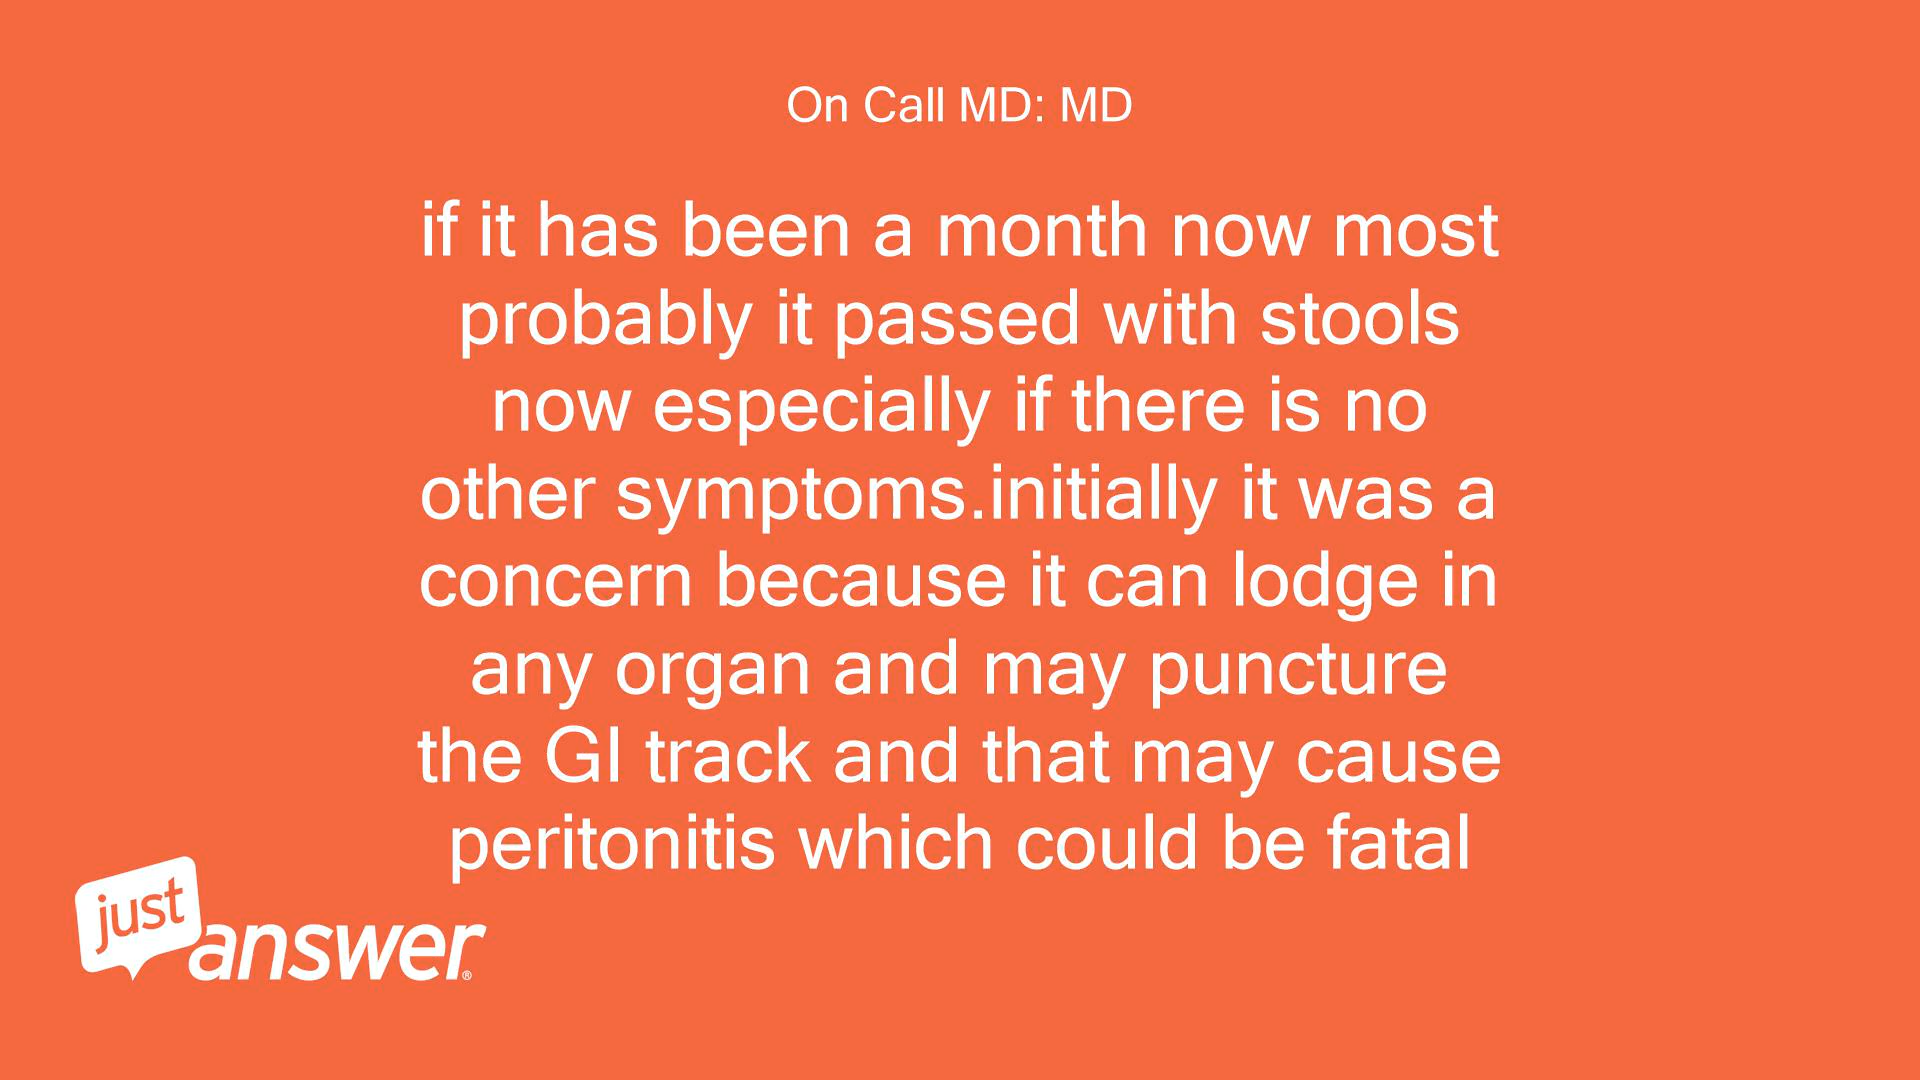 On Call MD: MD
if it has been a month now most
probably it passed with stools
now especially if there is no
other symptoms.initially it was a
concern because it can lodge in
any organ and may puncture
the GI track and that may cause
peritonitis which could be fatal
just
answer®